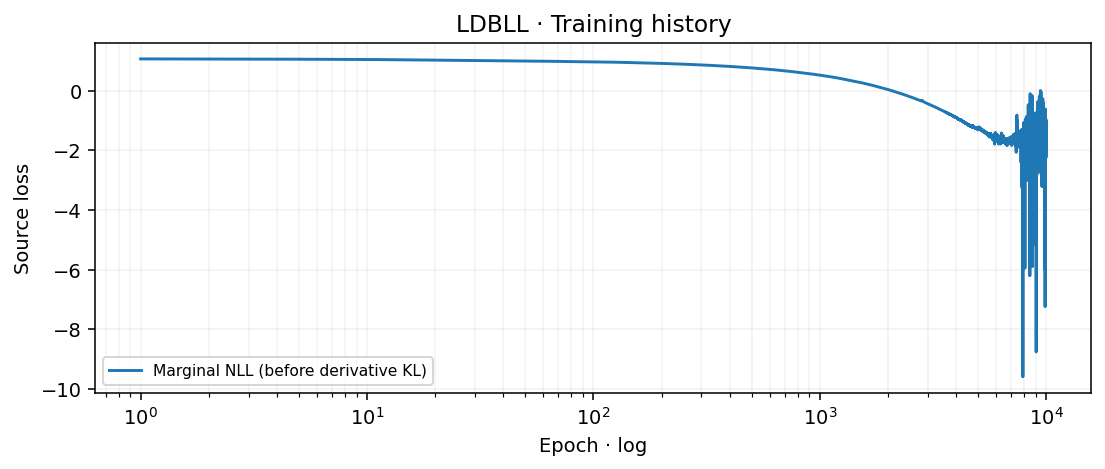 LDBLL · Training history
Source loss
0
−2
−4
−6
−8
−10
Marginal NLL (before derivative KL)
10⁰ 10¹ 10² 10³ 10⁴
Epoch · log